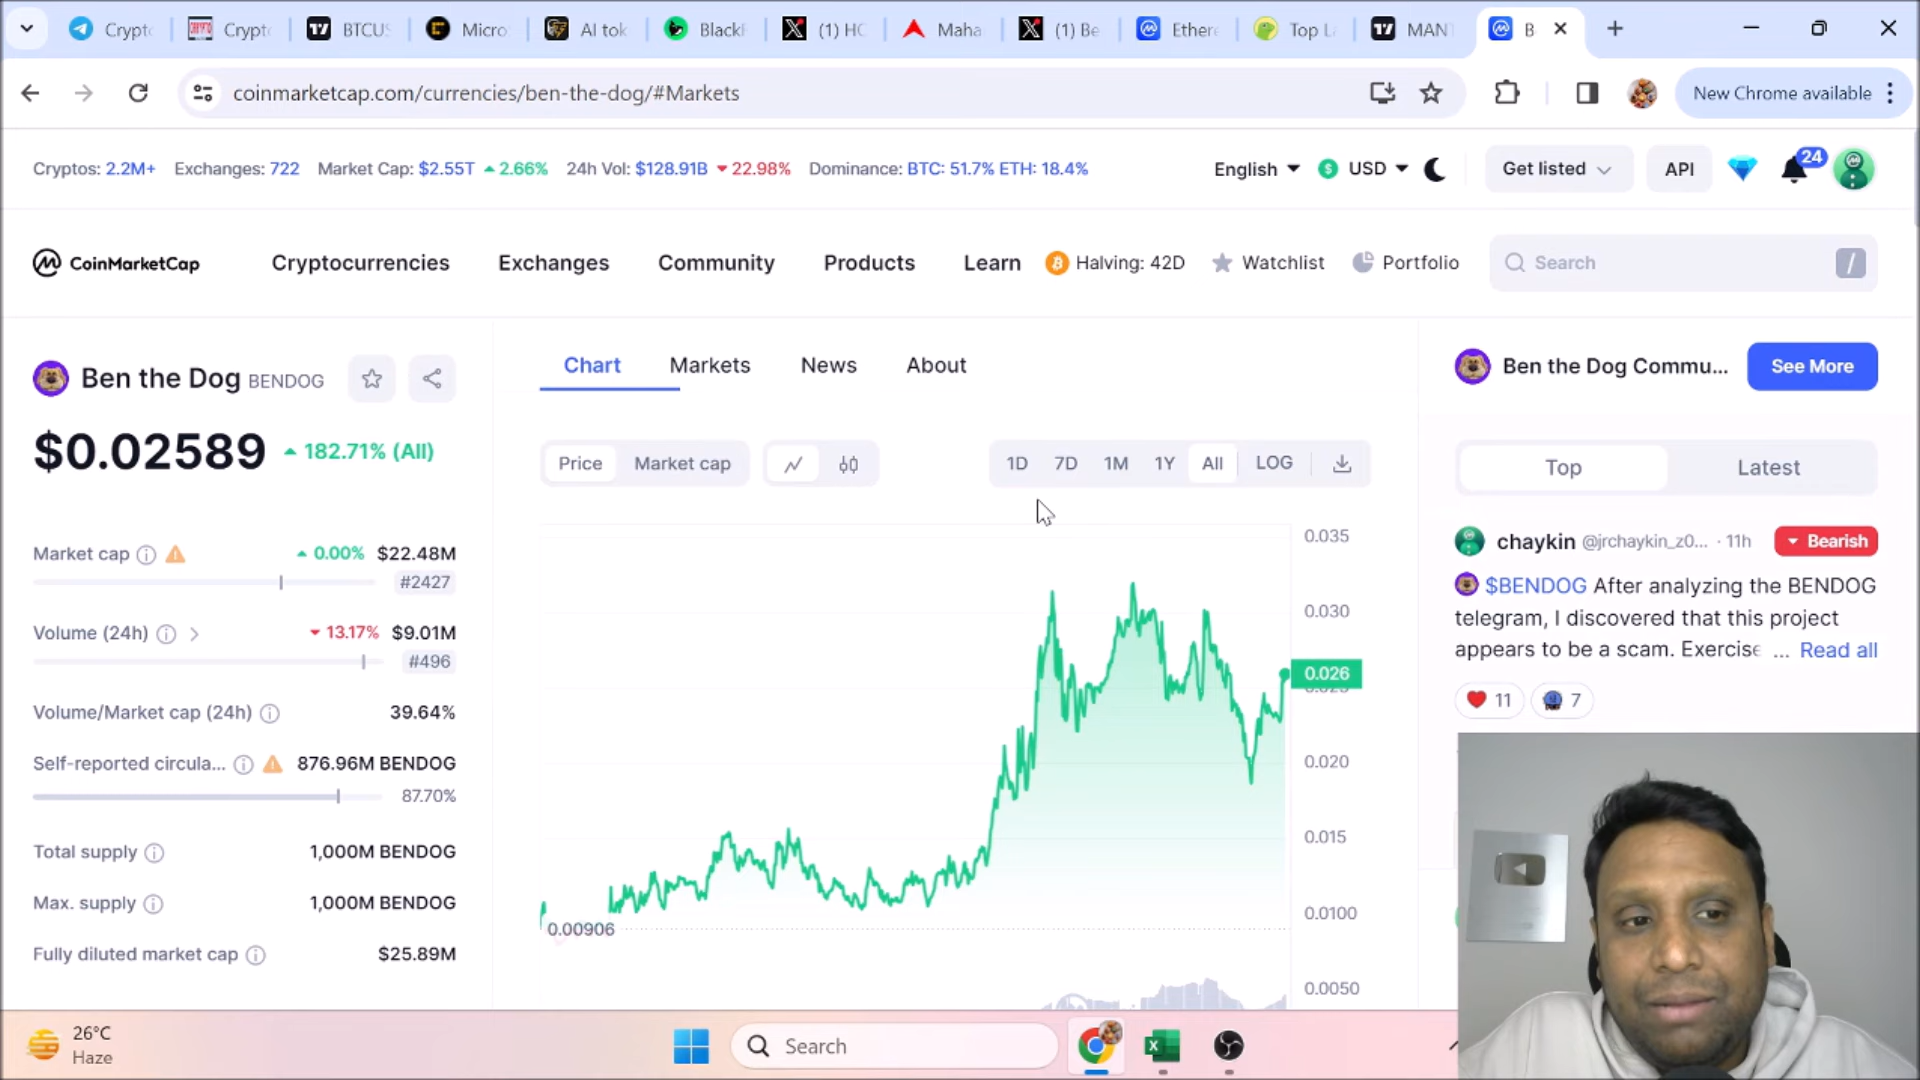 Crypto
Crypto
BTCUS
Micro
AI tok
Black
(1) HC
Maha
(1) Be
Ethere
Top L
MANT
B
coinmarketcap.com/currencies/ben-the-dog/#Markets
New Chrome available
Cryptos: 2.2M+ Exchanges: 722 Market Cap: $2.55T 2.66% 24h Vol: $128.91B 22.98% Dominance: BTC: 51.7% ETH: 18.4%
English
USD
Get listed
API
24
CoinMarketCap
Cryptocurrencies
Exchanges
Community
Products
Learn
Halving: 42D
Watchlist
Portfolio
Search
/
Ben the Dog BENDOG
$0.02589 182.71% (All)
Market cap 0.00% $22.48M
#2427
Volume (24h) 13.17% $9.01M
#496
Volume/Market cap (24h) 39.64%
Self-reported circula... 876.96M BENDOG
87.70%
Total supply 1,000M BENDOG
Max. supply 1,000M BENDOG
Fully diluted market cap $25.89M
Chart
Markets
News
About
Price
Market cap
1D
7D
1M
1Y
All
LOG
0.035
0.030
0.026
0.020
0.015
0.0100
0.0050
0.00906
Ben the Dog Commu...
See More
Top
Latest
chaykin @jrchaykin_z0... · 11h
Bearish
$BENDOG After analyzing the BENDOG
telegram, I discovered that this project
appears to be a scam. Exercise ... Read all
11
7
26°C
Haze
Search